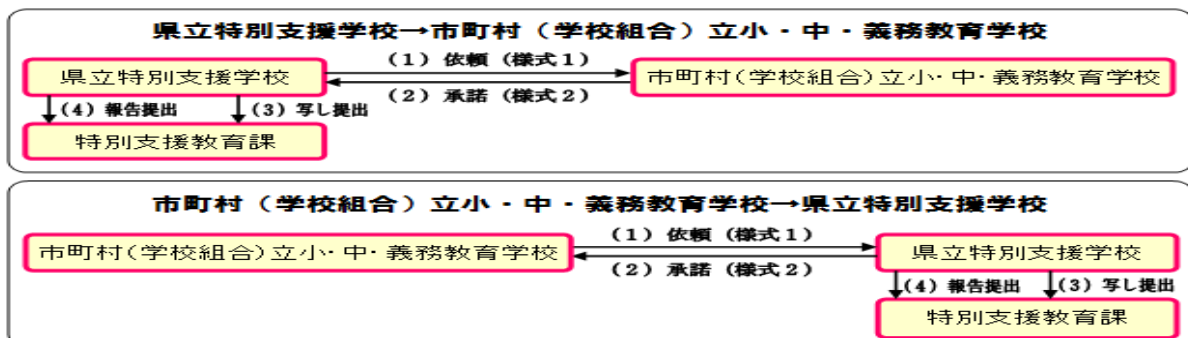 県立特別支援学校→市町村（学校組合）立小・中・義務教育学校
（1）依頼（様式1）
県立特別支援学校
市町村(学校組合)立小・中・義務教育学校
（2）承諾（様式2）
（4）報告提出
（3）写し提出
特別支援教育課
市町村（学校組合）立小・中・義務教育学校→県立特別支援学校
（1）依頼（様式1）
市町村(学校組合)立小・中・義務教育学校
県立特別支援学校
（2）承諾（様式2）
（4）報告提出
（3）写し提出
特別支援教育課